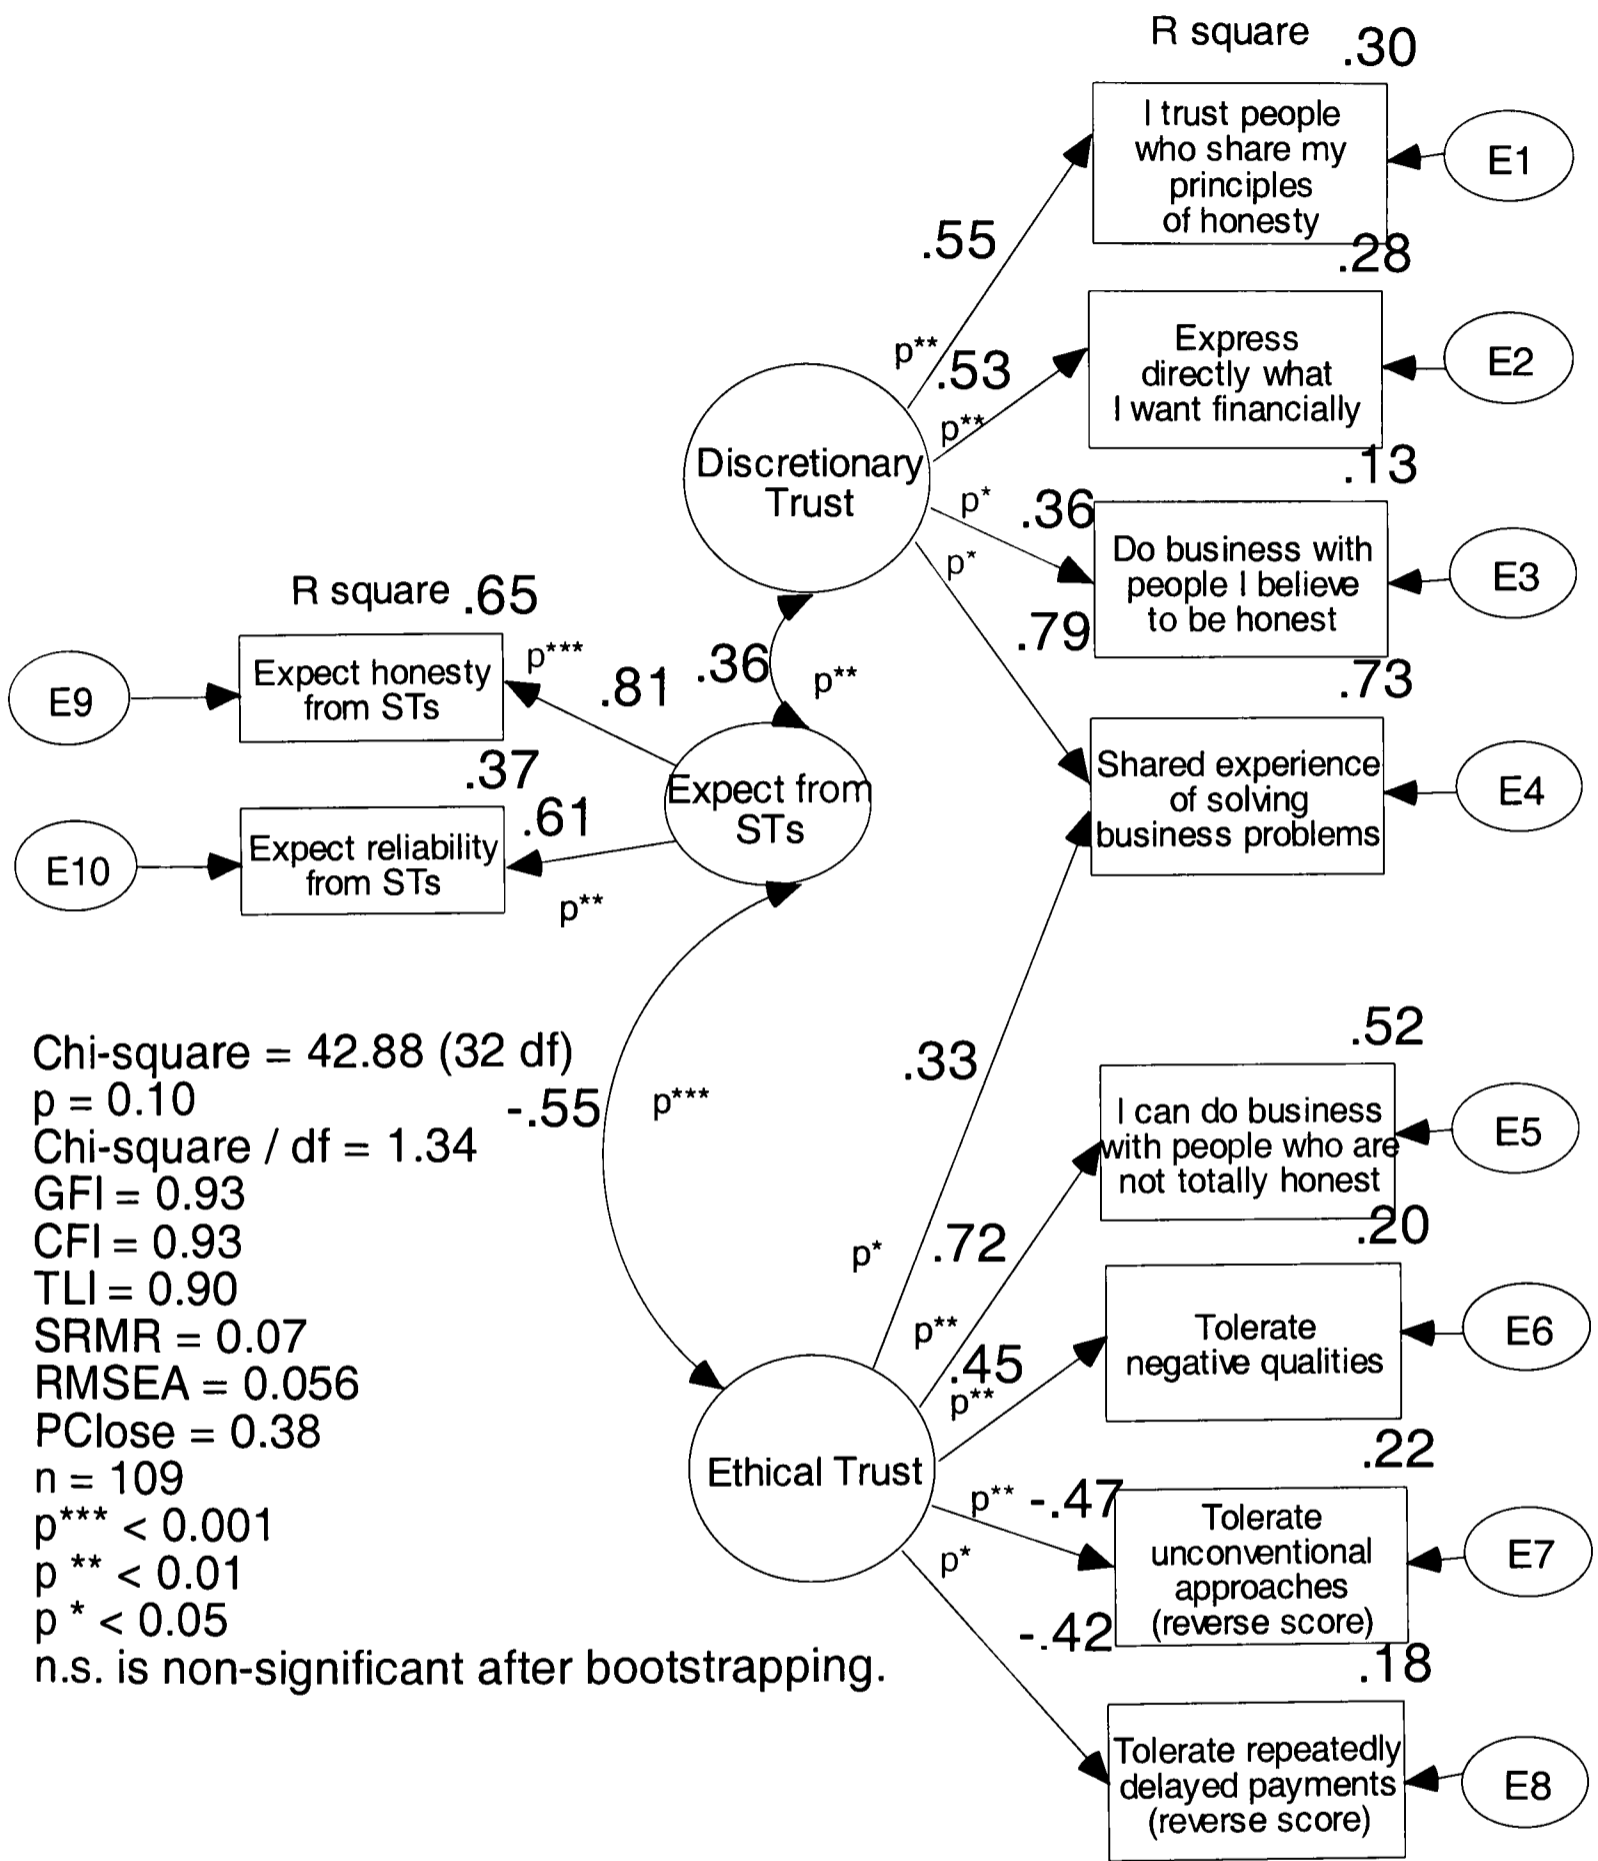 R square .30
I trust people
who share my
principles
of honesty
E1
.55
p**
.28
Express
directly what
I want financially
E2
.53
p**
Discretionary
Trust
.13
p* .36
Do business with
people I believe
to be honest
E3
p*
.79
.73
Shared experience
of solving
business problems
E4
R square .65
Expect honesty
from STs
E9
p***
.81
.36
p**
Expect from
STs
.37
.61
Expect reliability
from STs
E10
p**
-.55
p***
.33
p*
.52
I can do business
with people who are
not totally honest
E5
.72
p**
.20
Tolerate
negative qualities
E6
.45
p**
Ethical Trust
.22
p** -.47
Tolerate
unconventional
approaches
(reverse score)
E7
p*
-.42
.18
Tolerate repeatedly
delayed payments
(reverse score)
E8
Chi-square = 42.88 (32 df)
p = 0.10
Chi-square / df = 1.34
GFI = 0.93
CFI = 0.93
TLI = 0.90
SRMR = 0.07
RMSEA = 0.056
PClose = 0.38
n = 109
p*** < 0.001
p ** < 0.01
p * < 0.05
n.s. is non-significant after bootstrapping.